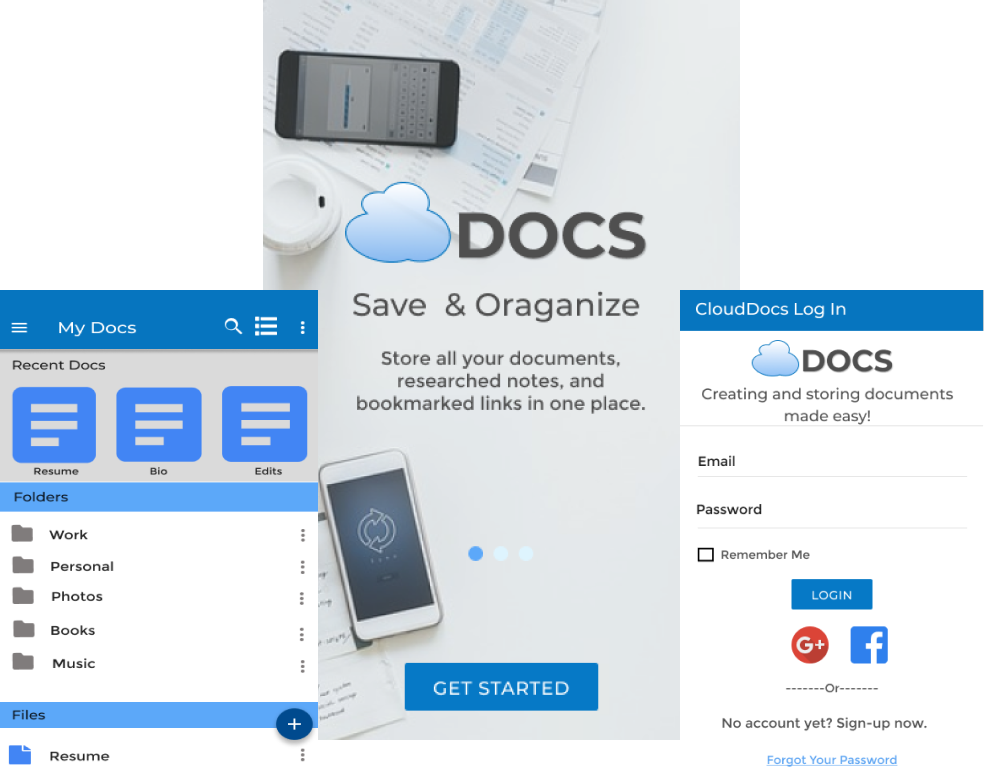 DOCS
Save & Oraganize
Store all your documents,
researched notes, and
bookmarked links in one place.
GET STARTED
My Docs
Recent Docs
Resume
Bio
Edits
Folders
Work
Personal
Photos
Books
Music
Files
Resume
CloudDocs Log In
DOCS
Creating and storing documents
made easy!
Email
Password
Remember Me
LOGIN
G+
f
-------Or-------
No account yet? Sign-up now.
Forgot Your Password